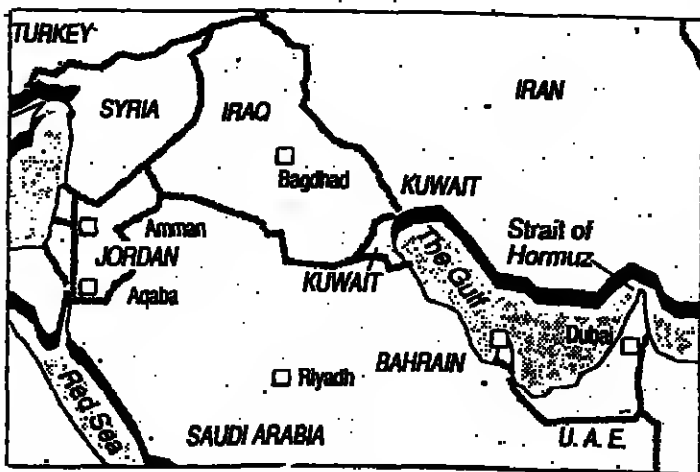 TURKEY
SYRIA
IRAQ
IRAN
Bagdhad
KUWAIT
Amman
Strait of
Hormuz
The Gulf
JORDAN
KUWAIT
Aqaba
Dubai
BAHRAIN
Riyadh
Red Sea
SAUDI ARABIA
U. A. E.